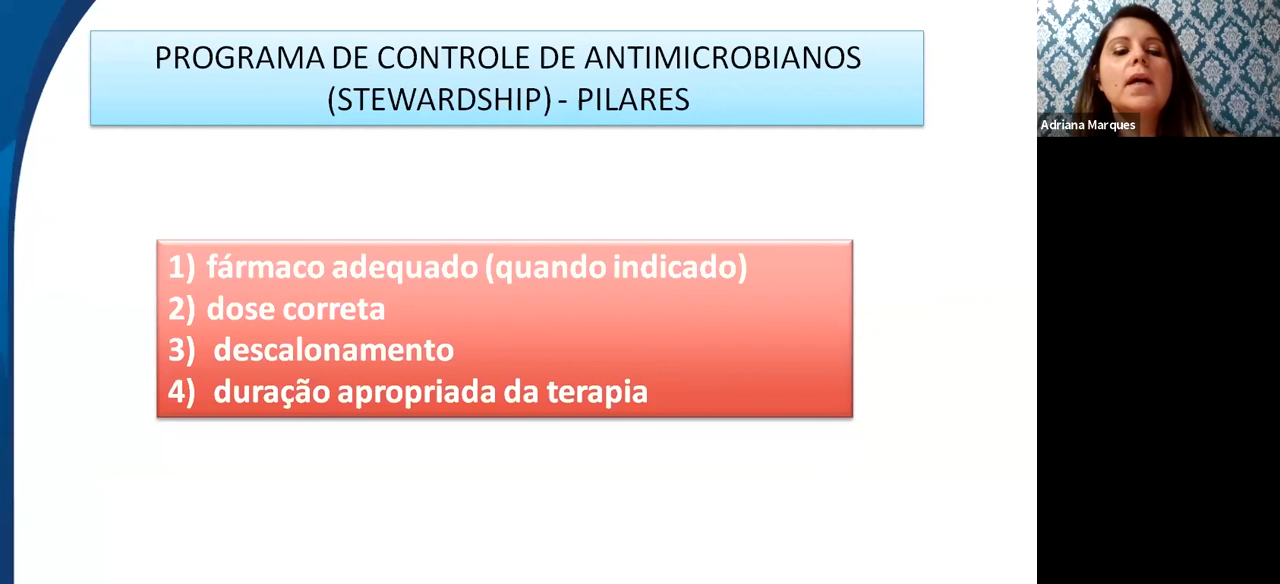 PROGRAMA DE CONTROLE DE ANTIMICROBIANOS
(STEWARDSHIP) - PILARES
1) fármaco adequado (quando indicado)
2) dose correta
3) descalonamento
4) duração apropriada da terapia
Adriana Marques